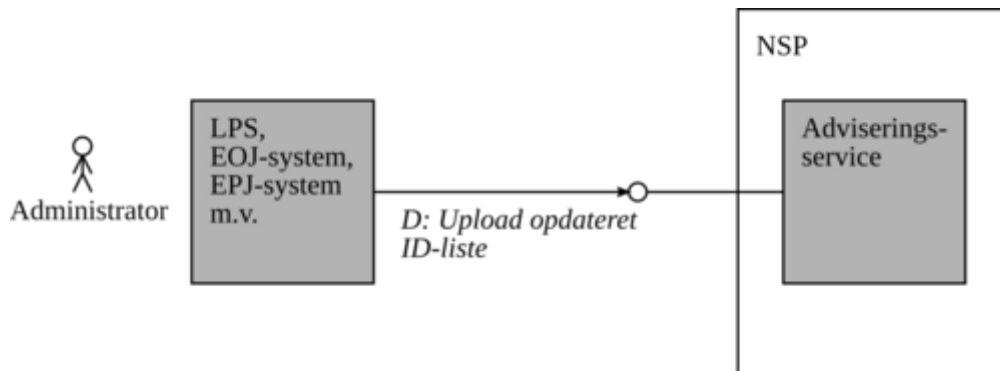 NSP
LPS,
EOJ-system,
EPJ-system
m.v.
Adviserings-
service
Administrator
D: Upload opdateret
ID-liste